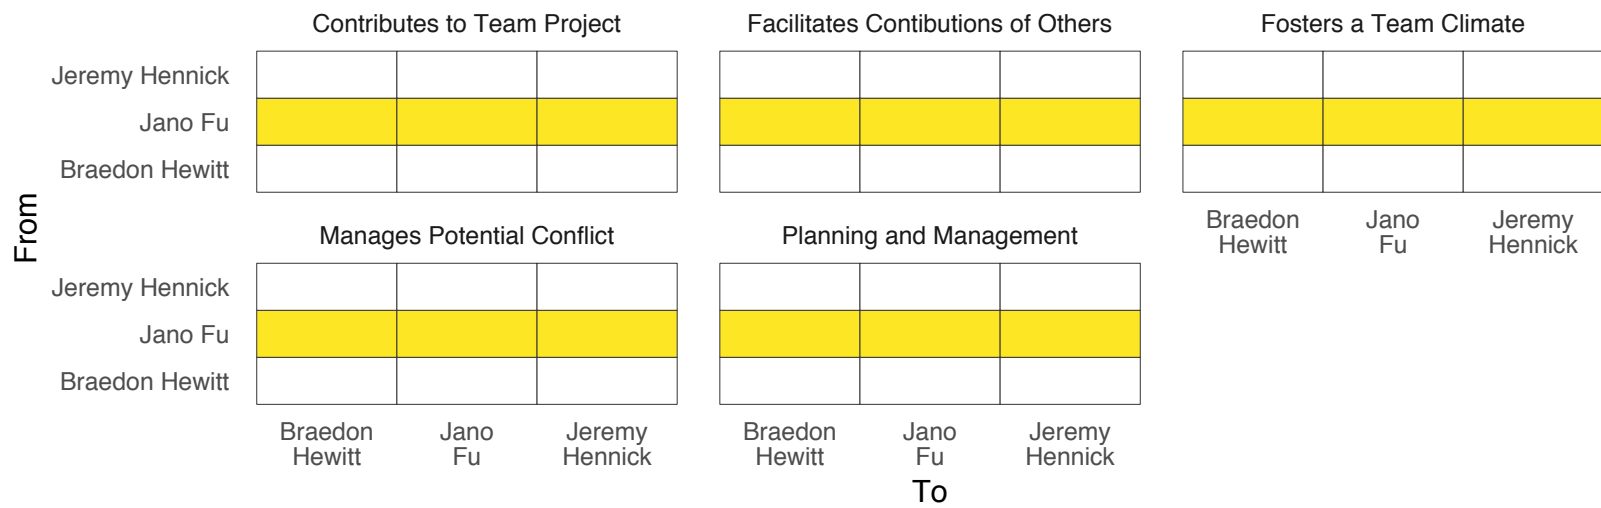 Contributes to Team Project
Facilitates Contibutions of Others
Fosters a Team Climate
Jeremy Hennick
Jano Fu
Braedon Hewitt
Braedon
Hewitt
Jano
Fu
Jeremy
Hennick
From
Manages Potential Conflict
Planning and Management
Jeremy Hennick
Jano Fu
Braedon Hewitt
Braedon
Hewitt
Jano
Fu
Jeremy
Hennick
Braedon
Hewitt
Jano
Fu
Jeremy
Hennick
To